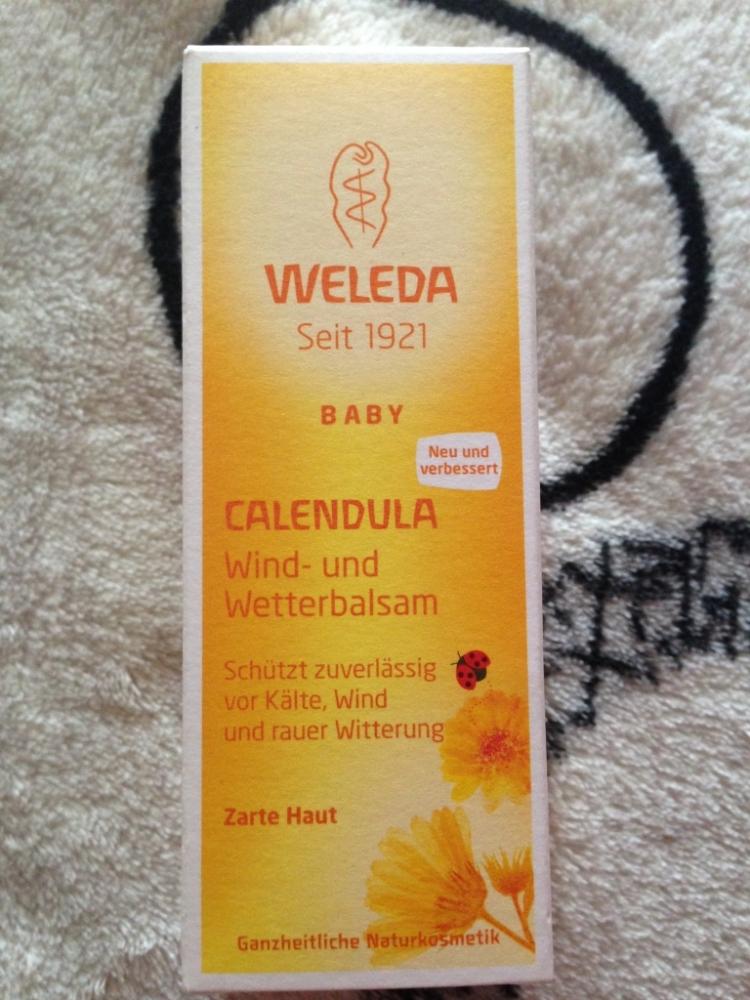 WELEDA
Seit 1921
BABY
Neu und
verbessert
CALENDULA
Wind- und
Wetterbalsam
Schützt zuverlässig
vor Kälte, Wind
und rauer Witterung
Zarte Haut
Ganzheitliche Naturkosmetik